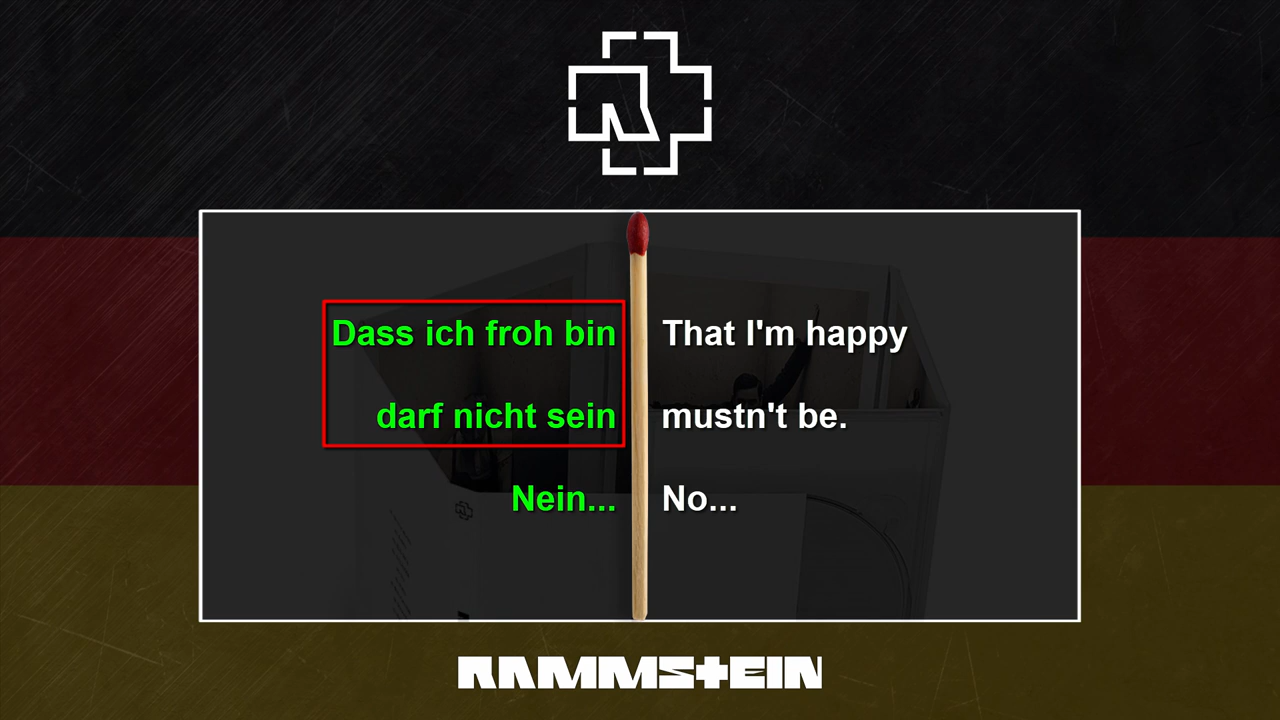 Dass ich froh bin
darf nicht sein
Nein...
That I'm happy
mustn't be.
No...
RAMMSTEIN